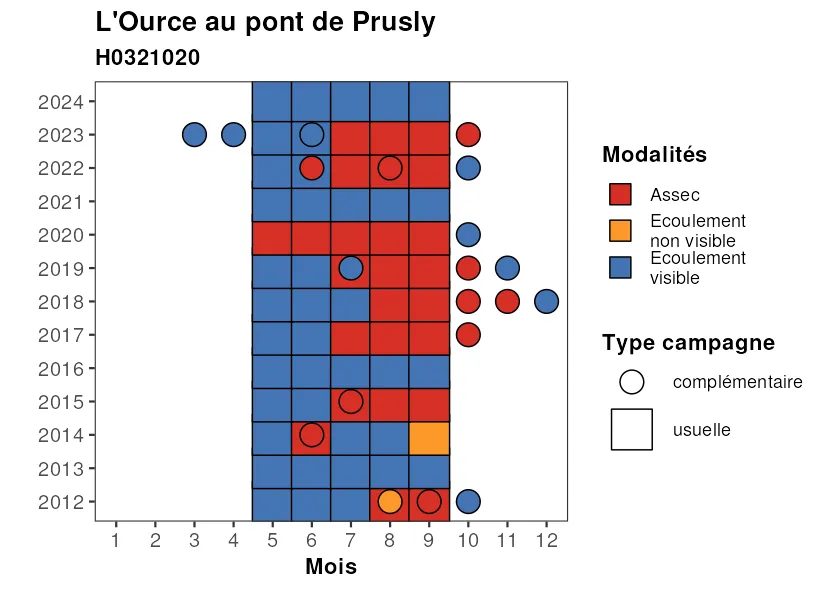 L'Ource au pont de Prusly
H0321020
2024
2023
2022
2021
2020
2019
2018
2017
2016
2015
2014
2013
2012
1 2 3 4 5 6 7 8 9 10 11 12
Mois
Modalités
Assec
Ecoulement
non visible
Ecoulement
visible
Type campagne
complémentaire
usuelle